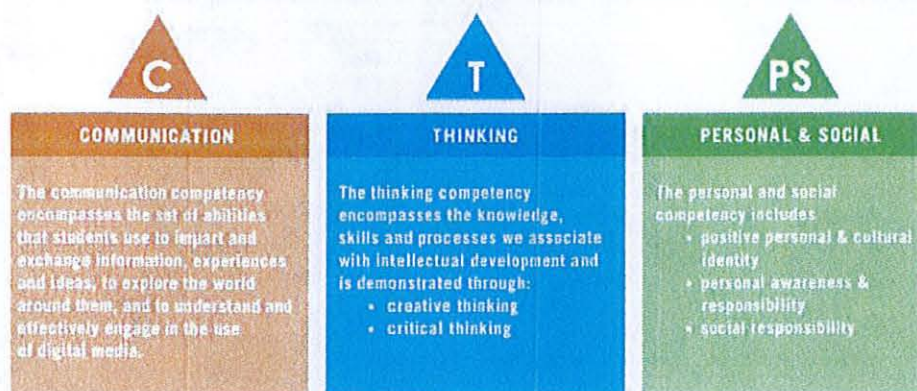 C
COMMUNICATION
The communication competency
encompasses the set of abilities
that students use to impart and
exchange information, experiences
and ideas, to explore the world
around them, and to understand and
effectively engage in the use
of digital media.
T
THINKING
The thinking competency
encompasses the knowledge,
skills and processes we associate
with intellectual development and
is demonstrated through:
• creative thinking
• critical thinking
PS
PERSONAL & SOCIAL
The personal and social
competency includes
• positive personal & cultural
identity
• personal awareness &
responsibility
• social responsibility